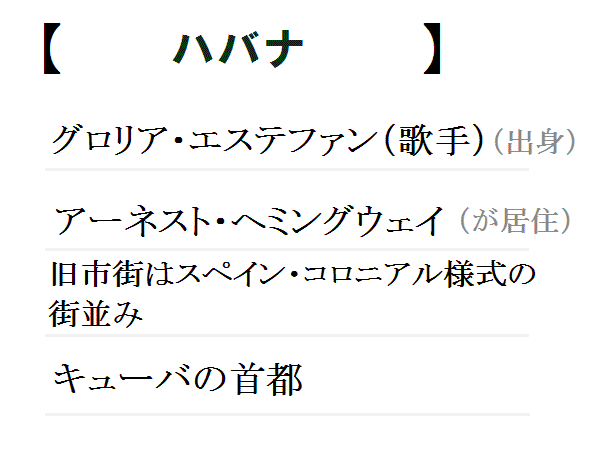 【 ハバナ 】
グロリア・エステファン(歌手)(出身)
アーネスト・ヘミングウェイ (が居住)
旧市街はスペイン・コロニアル様式の
街並み
キューバの首都